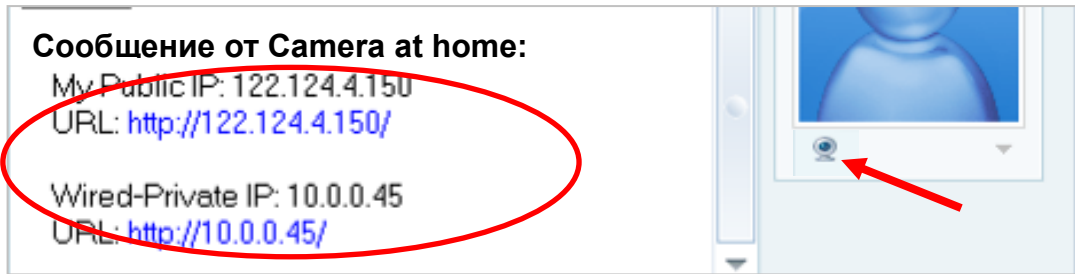 Сообщение от Camera at home:
My Public IP: 122.124.4.150
URL: http://122.124.4.150/
Wired-Private IP: 10.0.0.45
URL: http://10.0.0.45/